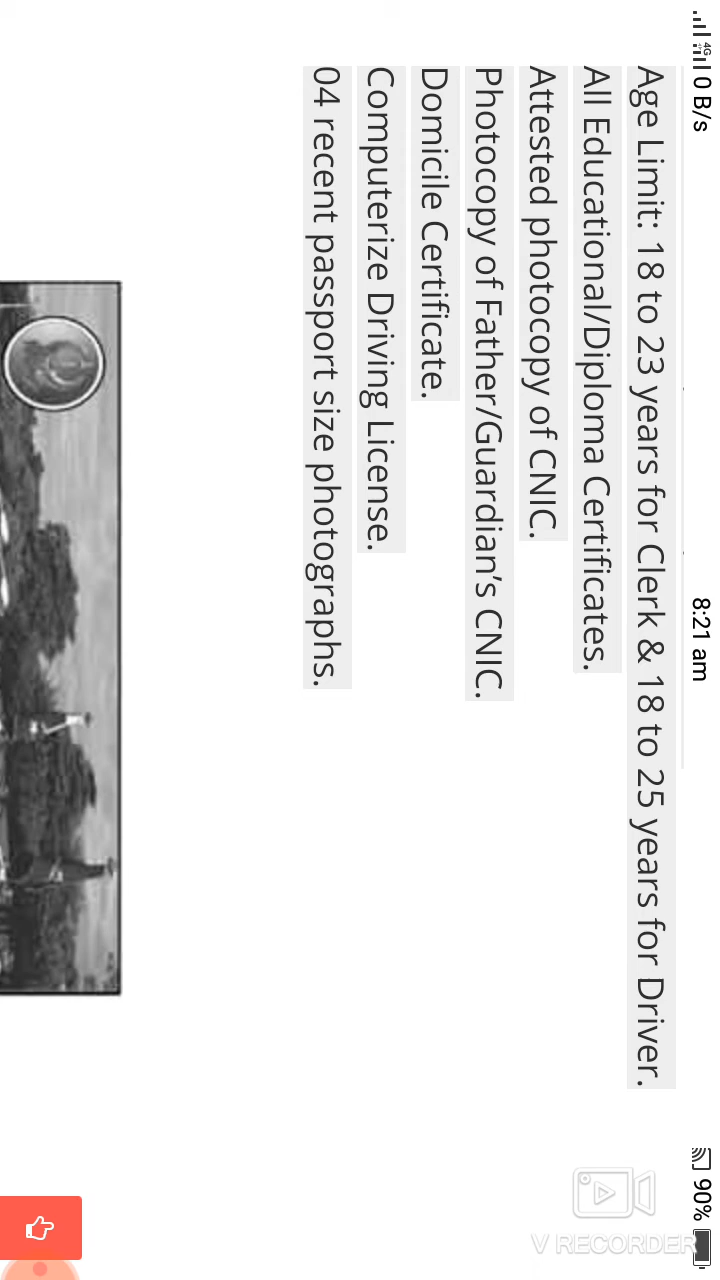 4G 0 B/s 8:21 am 90%
Age Limit: 18 to 23 years for Clerk & 18 to 25 years for Driver.
All Educational/Diploma Certificates.
Attested photocopy of CNIC.
Photocopy of Father/Guardian's CNIC.
Domicile Certificate.
Computerize Driving License.
04 recent passport size photographs.
V RECORDER